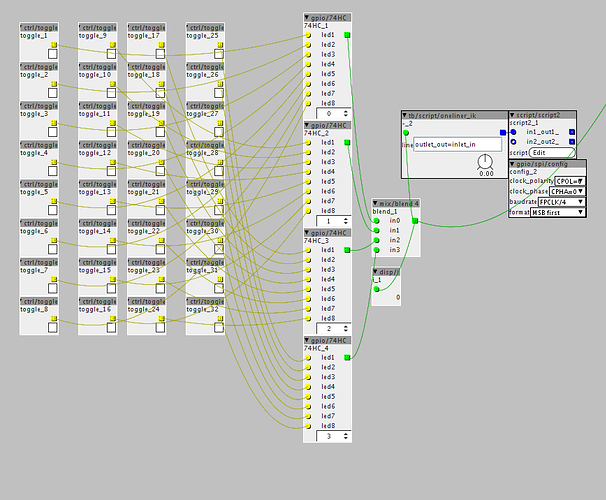 ctrl/toggle
toggle_1
ctrl/toggle
toggle_2
ctrl/toggle
toggle_3
ctrl/toggle
toggle_4
ctrl/toggle
toggle_5
ctrl/toggle
toggle_6
ctrl/toggle
toggle_7
ctrl/toggle
toggle_8
ctrl/toggle
toggle_9
ctrl/toggle
toggle_10
ctrl/toggle
toggle_11
ctrl/toggle
toggle_12
ctrl/toggle
toggle_13
ctrl/toggle
toggle_14
ctrl/toggle
toggle_15
ctrl/toggle
toggle_16
ctrl/toggle
toggle_17
ctrl/toggle
toggle_18
ctrl/toggle
toggle_19
ctrl/toggle
toggle_20
ctrl/toggle
toggle_21
ctrl/toggle
toggle_22
ctrl/toggle
toggle_23
ctrl/toggle
toggle_24
ctrl/toggle
toggle_25
ctrl/toggle
toggle_26
ctrl/toggle
toggle_27
ctrl/toggle
toggle_28
ctrl/toggle
toggle_29
ctrl/toggle
toggle_30
ctrl/toggle
toggle_31
ctrl/toggle
toggle_32
gpio/74HC
74HC_1
led1
led2
led3
led4
led5
led6
led7
led8
0
gpio/74HC
74HC_2
led1
led2
led3
led4
led5
led6
led7
led8
1
gpio/74HC
74HC_3
led1
led2
led3
led4
led5
led6
led7
led8
2
gpio/74HC
74HC_4
led1
led2
led3
led4
led5
led6
led7
led8
3
mix/blend 4
blend_1
in0
in1
in2
in3
disp/i
i_1
0
tb/script/oneliner_ik
-_2
line outlet_out=inlet_in
0.00
script/script2
script2_1
in1_out1_
in2_out2_
script Edit
gpio/spi/config
config_2
clock_polarity CPOL=
clock_phase CPHA=0
baudrate FPCLK/4
format MSB first